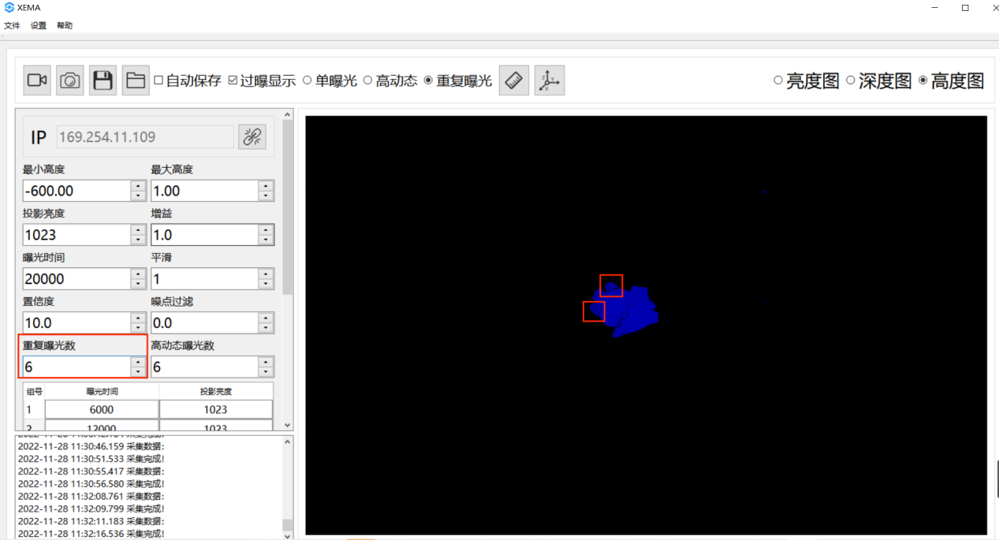 XEMA
文件 设置 帮助
自动保存 过曝显示 单曝光 高动态 重复曝光 亮度图 深度图 高度图
IP 169.254.11.109
最小高度 最大高度
-600.00 1.00
投影亮度 增益
1023 1.0
曝光时间 平滑
20000 1
置信度 噪点过滤
10.0 0.0
重复曝光数 高动态曝光数
6 6
组号 曝光时间 投影亮度
1 6000 1023
2 12000 1023
2022-11-28 11:30:46.159 采集数据:
2022-11-28 11:30:51.533 采集完成!
2022-11-28 11:30:55.417 采集数据:
2022-11-28 11:30:56.580 采集完成!
2022-11-28 11:32:08.761 采集数据:
2022-11-28 11:32:09.799 采集完成!
2022-11-28 11:32:11.183 采集数据:
2022-11-28 11:32:16.536 采集完成!